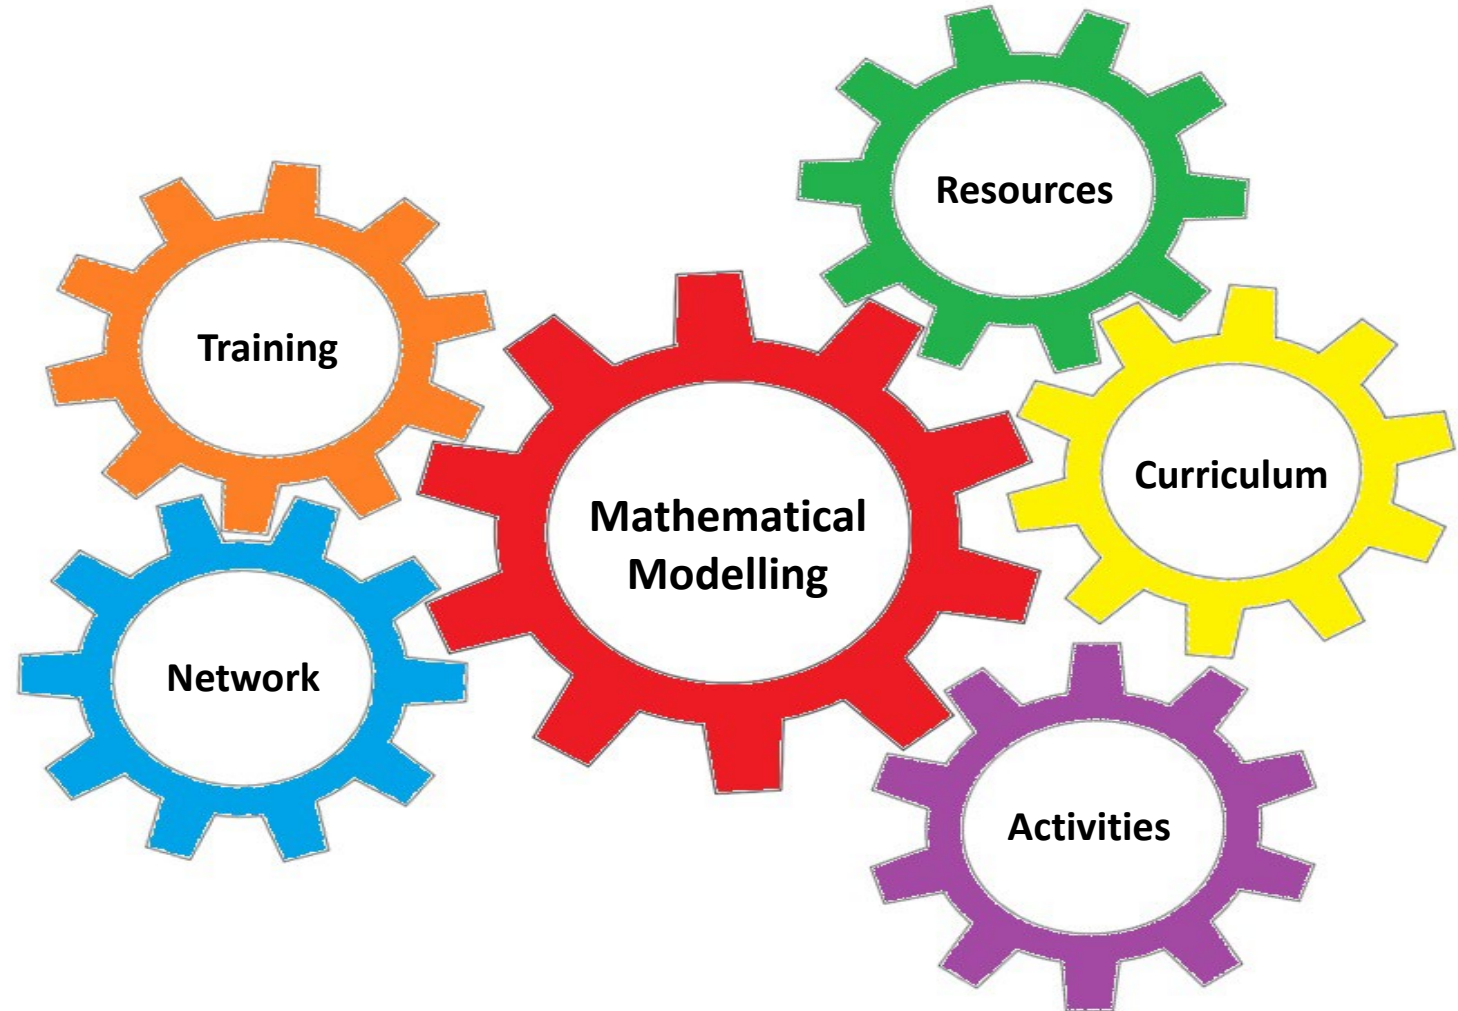 Resources
Training
Curriculum
Mathematical
Modelling
Network
Activities